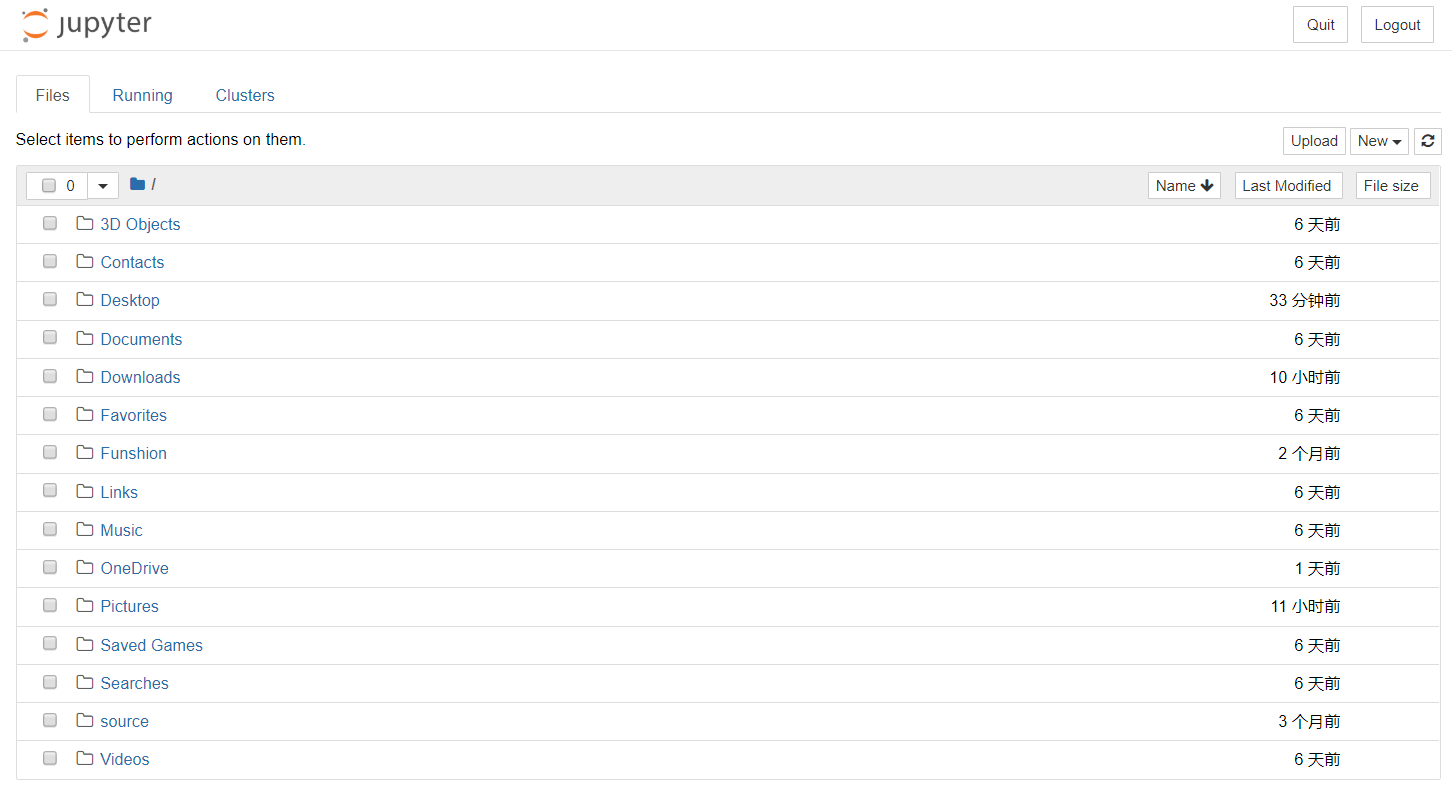 jupyter Quit Logout
Files Running Clusters
Select items to perform actions on them. Upload New
0 / Name Last Modified File size
3D Objects 6 天前
Contacts 6 天前
Desktop 33 分钟前
Documents 6 天前
Downloads 10 小时前
Favorites 6 天前
Funshion 2 个月前
Links 6 天前
Music 6 天前
OneDrive 1 天前
Pictures 11 小时前
Saved Games 6 天前
Searches 6 天前
source 3 个月前
Videos 6 天前